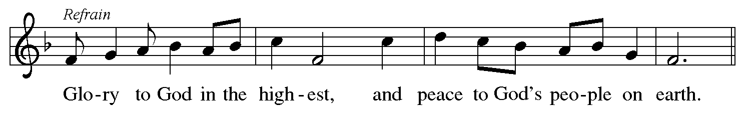 Refrain
Glo-ry to God in the high-est, and peace to God's peo-ple on earth.